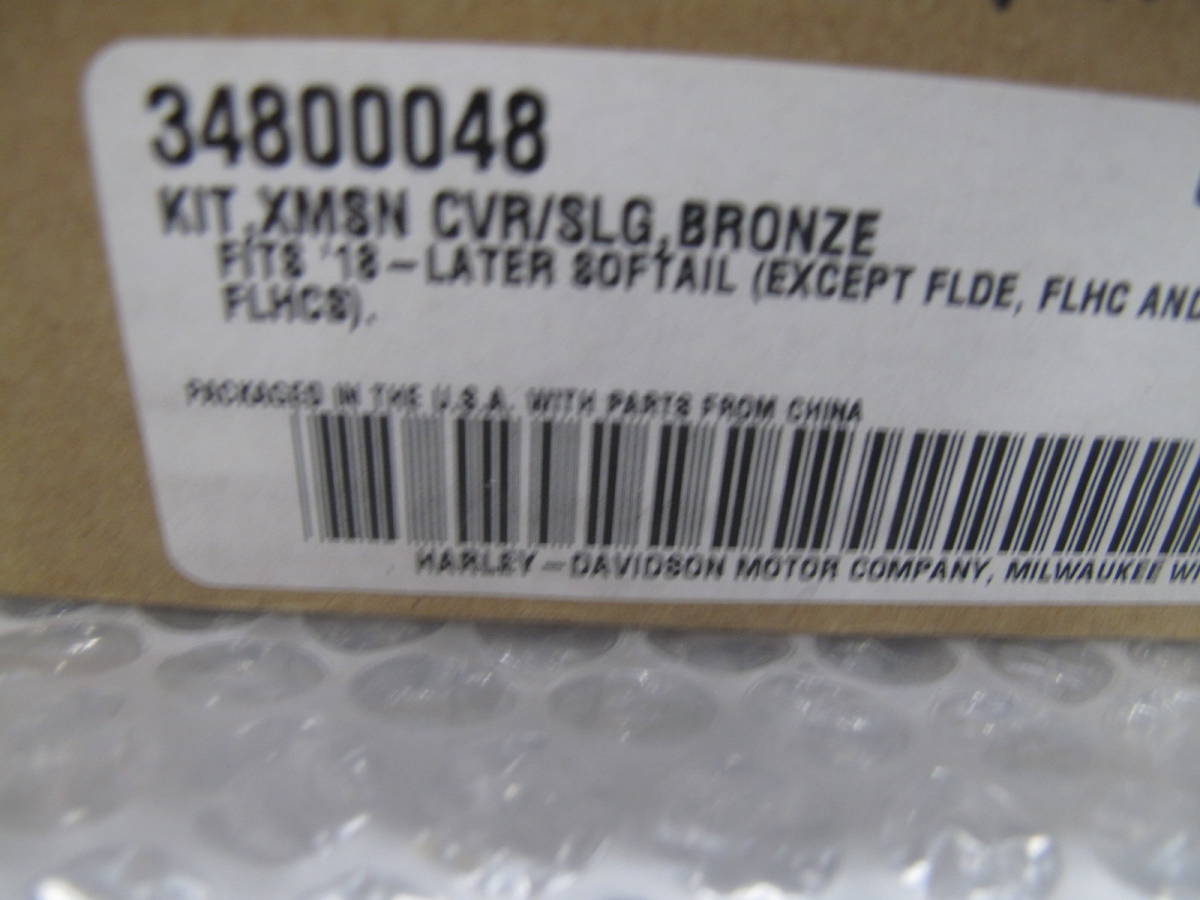 34800048
KIT,XMSN CVR/SLG,BRONZE
FITS '18-LATER SOFTAIL (EXCEPT FLDE, FLHC AND
FLHCS).
PACKAGED IN THE U.S.A. WITH PARTS FROM CHINA
HARLEY-DAVIDSON MOTOR COMPANY, MILWAUKEE